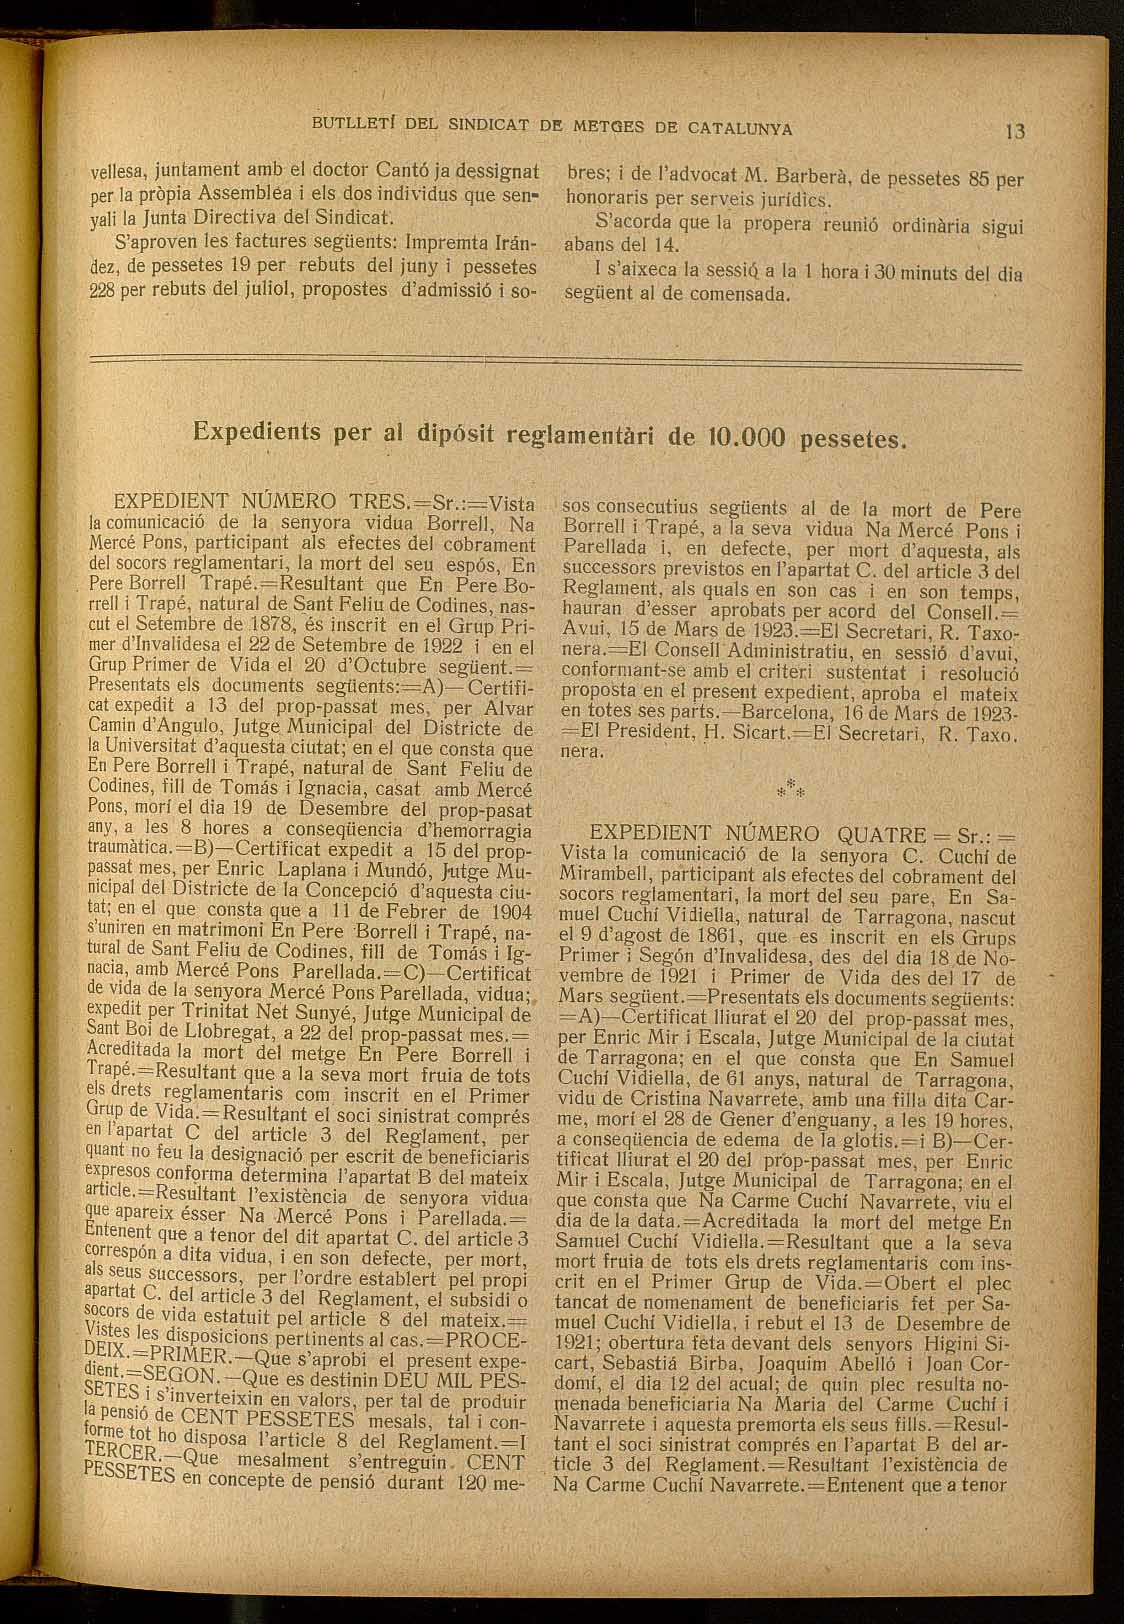 BUTLLETÍ DEL SINDICAT DE METGES DE CATALUNYA
13
vellesa, juntament amb el doctor Cantó ja dessignat
per la pròpia Assemblèa i els dos individus que sen-
yali la Junta Directiva del Sindicat.
S'aproven les factures següents: Impremta Irán-
dez, de pessetes 19 per rebuts del juny i pessetes
228 per rebuts del juliol, propostes d'admissió i so-
bres; i de l'advocat M. Barberà, de pessetes 85 per
honoraris per serveis jurídics.
S'acorda que la propera reunió ordinària sigui
abans del 14.
I s'aixeca la sessió a la 1 hora i 30 minuts del dia
següent al de comensada.
Expedients per al dipósit reglamentàri de 10.000 pessetes.
EXPEDIENT NÚMERO TRES.=Sr.:=Vista
la comunicació de la senyora vidua Borrell, Na
Mercé Pons, participant als efectes del cobrament
del socors reglamentari, la mort del seu espós, En
Pere Borrell Trapé.=Resultant que En Pere Bo-
rrell i Trapé, natural de Sant Feliu de Codines, nas-
cut el Setembre de 1878, és inscrit en el Grup Pri-
mer d'Invalidesa el 22 de Setembre de 1922 i en el
Grup Primer de Vida el 20 d'Octubre següent.=
Presentats els documents següents:=A)—Certifi-
cat expedit a 13 del prop-passat mes, per Alvar
Camin d'Angulo, Jutge Municipal del Districte de
la Universitat d'aquesta ciutat; en el que consta que
En Pere Borrell i Trapé, natural de Sant Feliu de
Codines, fill de Tomás i Ignacia, casat amb Mercé
Pons, morí el dia 19 de Desembre del prop-pasat
any, a les 8 hores a conseqüencia d'hemorragia
traumàtica.=B)—Certificat expedit a 15 del prop-
passat mes, per Enric Laplana i Mundó, Jutge Mu-
nicipal del Districte de la Concepció d'aquesta ciu-
tat; en el que consta que a 11 de Febrer de 1904
s'uniren en matrimoni En Pere Borrell i Trapé, na-
tural de Sant Feliu de Codines, fill de Tomás i Ig-
nacia, amb Mercé Pons Parellada.=C)—Certificat
de vida de la senyora Mercé Pons Parellada, vidua;
expedit per Trinitat Net Sunyé, Jutge Municipal de
Sant Boi de Llobregat, a 22 del prop-passat mes.=
Acreditada la mort del metge En Pere Borrell i
Trapé.=Resultant que a la seva mort fruia de tots
els drets reglamentaris com inscrit en el Primer
Grup de Vida.=Resultant el soci sinistrat comprés
en l'apartat C del article 3 del Reglament, per
quant no feu la designació per escrit de beneficiaris
expresos conforma determina l'apartat B del mateix
article.=Resultant l'existència de senyora vidua
que apareix ésser Na Mercé Pons i Parellada.=
Entenent que a tenor del dit apartat C. del article 3
correspón a dita vidua, i en son defecte, per mort,
als seus successors, per l'ordre establert pel propi
apartat C. del article 3 del Reglament, el subsidi o
socors de vida estatuit pel article 8 del mateix.=
Vistes les disposicions pertinents al cas.=PROCE-
DEIX.=PRIMER.—Que s'aprobi el present expe-
dient.=SEGON.—Que es destinin DEU MIL PES-
SETES i s'inverteixin en valors, per tal de produir
la pensió de CENT PESSETES mesals, tal i con-
forme tot ho disposa l'article 8 del Reglament.=I
TERCER.—Que mesalment s'entreguin CENT
PESSETES en concepte de pensió durant 120 me-
sos consecutius següents al de la mort de Pere
Borrell i Trapé, a la seva vidua Na Mercé Pons i
Parellada i, en defecte, per mort d'aquesta, als
successors previstos en l'apartat C. del article 3 del
Reglament, als quals en son cas i en son temps,
hauran d'esser aprobats per acord del Consell.=
Avui, 15 de Mars de 1923.=El Secretari, R. Taxo-
nera.=El Consell Administratiu, en sessió d'avui,
conformant-se amb el criteri sustentat i resolució
proposta en el present expedient, aproba el mateix
en totes ses parts.—Barcelona, 16 de Mars de 1923-
=El President, H. Sicart.=El Secretari, R. Taxo.
nera.
***
EXPEDIENT NÚMERO QUATRE = Sr.: =
Vista la comunicació de la senyora C. Cuchí de
Mirambell, participant als efectes del cobrament del
socors reglamentari, la mort del seu pare, En Sa-
muel Cuchí Vidiella, natural de Tarragona, nascut
el 9 d'agost de 1861, que es inscrit en els Grups
Primer i Segón d'Invalidesa, des del dia 18 de No-
vembre de 1921 i Primer de Vida des del 17 de
Mars següent.=Presentats els documents següents:
=A)—Certificat lliurat el 20 del prop-passat mes,
per Enric Mir i Escala, Jutge Municipal de la ciutat
de Tarragona; en el que consta que En Samuel
Cuchí Vidiella, de 61 anys, natural de Tarragona,
vidu de Cristina Navarrete, amb una filla dita Car-
me, morí el 28 de Gener d'enguany, a les 19 hores,
a conseqüencia de edema de la glotis.=i B)—Cer-
tificat lliurat el 20 del prop-passat mes, per Enric
Mir i Escala, Jutge Municipal de Tarragona; en el
que consta que Na Carme Cuchí Navarrete, viu el
dia de la data.=Acreditada la mort del metge En
Samuel Cuchí Vidiella.=Resultant que a la seva
mort fruia de tots els drets reglamentaris com ins-
crit en el Primer Grup de Vida.=Obert el plec
tancat de nomenament de beneficiaris fet per Sa-
muel Cuchí Vidiella, i rebut el 13 de Desembre de
1921; obertura feta devant dels senyors Higini Si-
cart, Sebastiá Birba, Joaquim Abelló i Joan Cor-
domí, el dia 12 del acual; de quin plec resulta no-
menada beneficiaria Na Maria del Carme Cuchí i
Navarrete i aquesta premorta els seus fills.=Resul-
tant el soci sinistrat comprés en l'apartat B del ar-
ticle 3 del Reglament.=Resultant l'existència de
Na Carme Cuchí Navarrete.=Entenent que a tenor